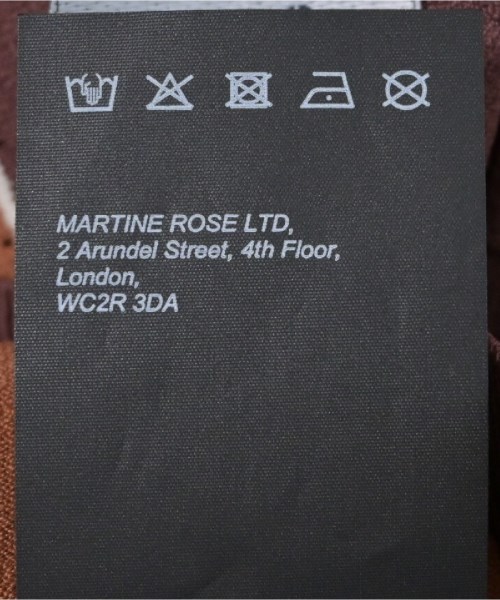 MARTINE ROSE LTD,
2 Arundel Street, 4th Floor,
London,
WC2R 3DA